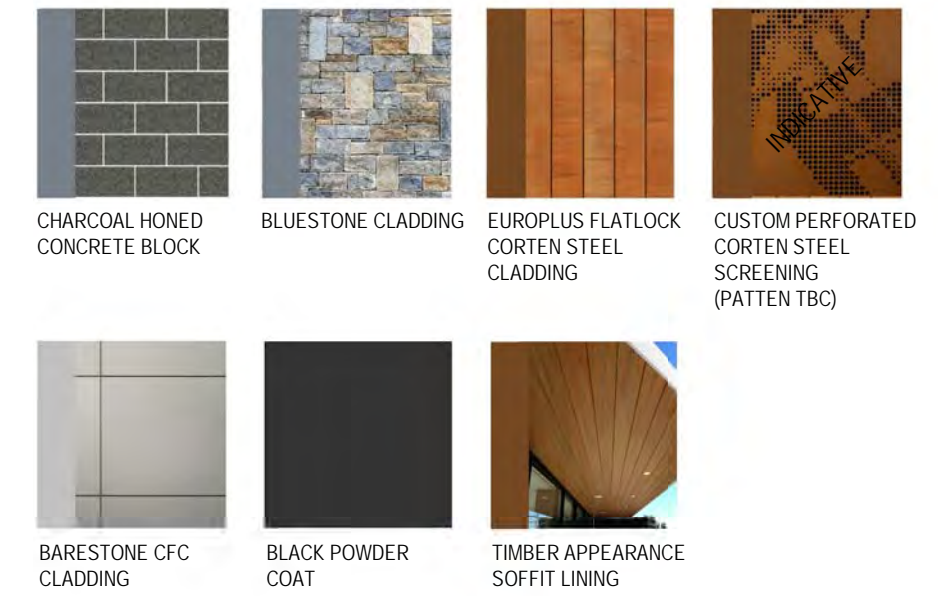 INDICATIVE
CHARCOAL HONED
CONCRETE BLOCK
BLUESTONE CLADDING
EUROPLUS FLATLOCK
CORTEN STEEL
CLADDING
CUSTOM PERFORATED
CORTEN STEEL
SCREENING
(PATTEN TBC)
BARESTONE CFC
CLADDING
BLACK POWDER
COAT
TIMBER APPEARANCE
SOFFIT LINING